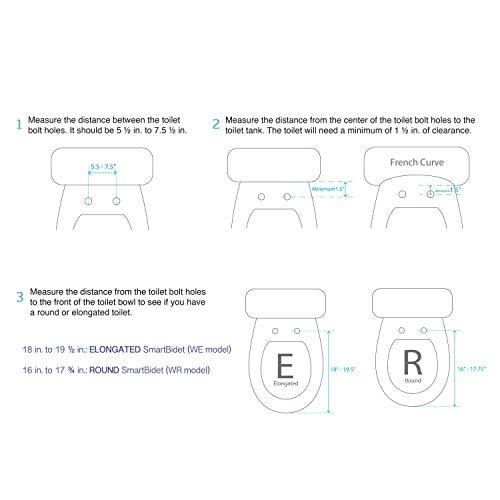 1 Measure the distance between the toilet
bolt holes. It should be 5 ½ in. to 7.5 ½ in.
2 Measure the distance from the center of the toilet bolt holes to the
toilet tank. The toilet will need a minimum of 1 ½ in. of clearance.
5.5 - 7.5"
Minimum1.5"
French Curve
Minimum1.5"
3 Measure the distance from the toilet bolt holes
to the front of the toilet bowl to see if you have
a round or elongated toilet.
18 in. to 19 ½ in.: ELONGATED SmartBidet (WE model)
16 in. to 17 ¾ in.: ROUND SmartBidet (WR model)
E
Elongated
18" - 19.5"
R
Round
16" - 17.75"